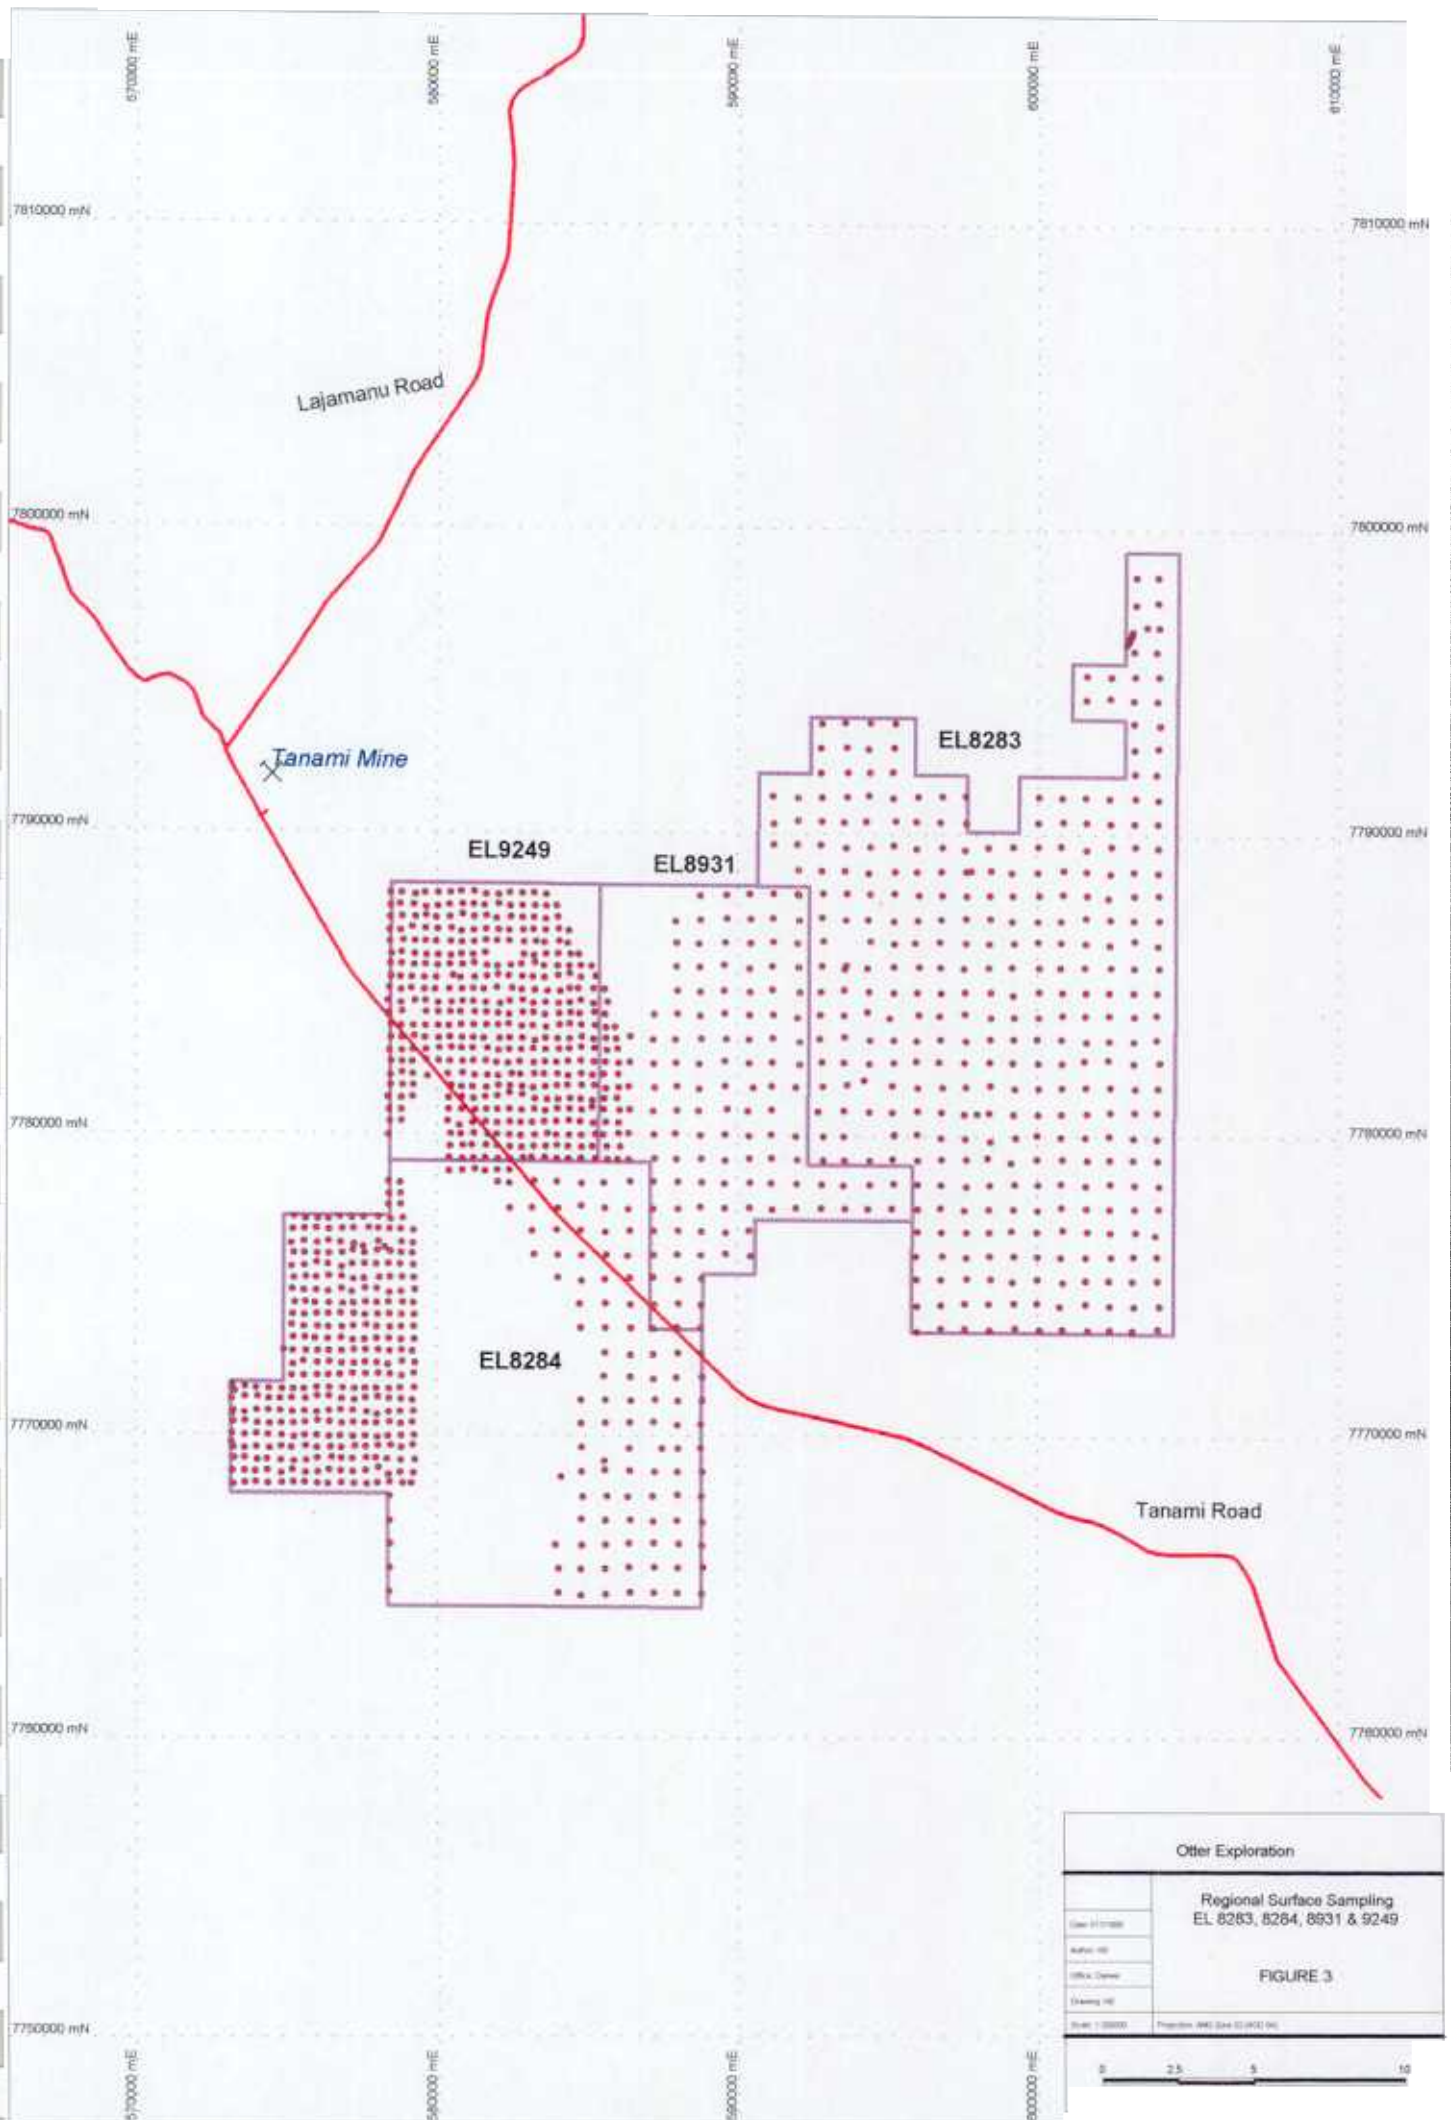 570000 mE
580000 mE
590000 mE
600000 mE
610000 mE
7810000 mN
7810000 mN
Lajamanu Road
7800000 mN
7800000 mN
Tanami Mine
EL8283
7790000 mN
7790000 mN
EL9249
EL8931
7780000 mN
7780000 mN
EL8284
7770000 mN
7770000 mN
Tanami Road
7760000 mN
7760000 mN
Otter Exploration
Regional Surface Sampling
EL 8283, 8284, 8931 & 9249
FIGURE 3
7750000 mN
570000 mE
580000 mE
590000 mE
600000 mE
0 2.5 5 10